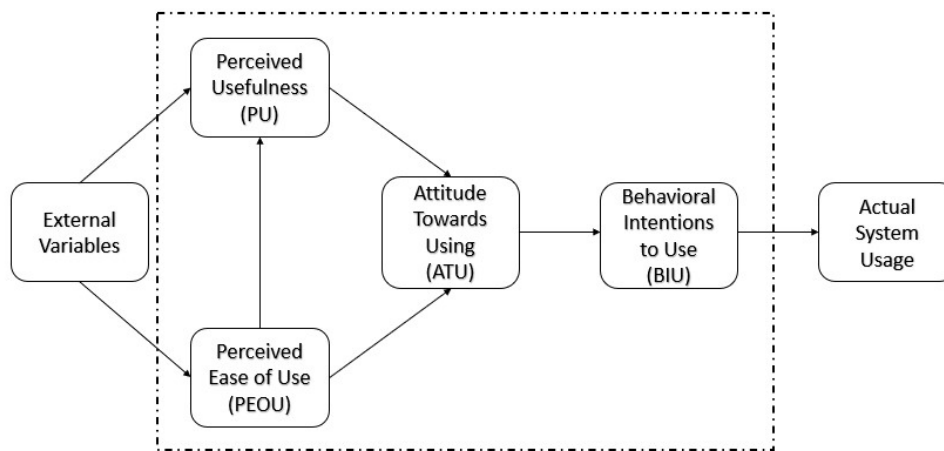 Perceived
Usefulness
(PU)
External
Variables
Attitude
Towards
Using
(ATU)
Behavioral
Intentions
to Use
(BIU)
Actual
System
Usage
Perceived
Ease of Use
(PEOU)